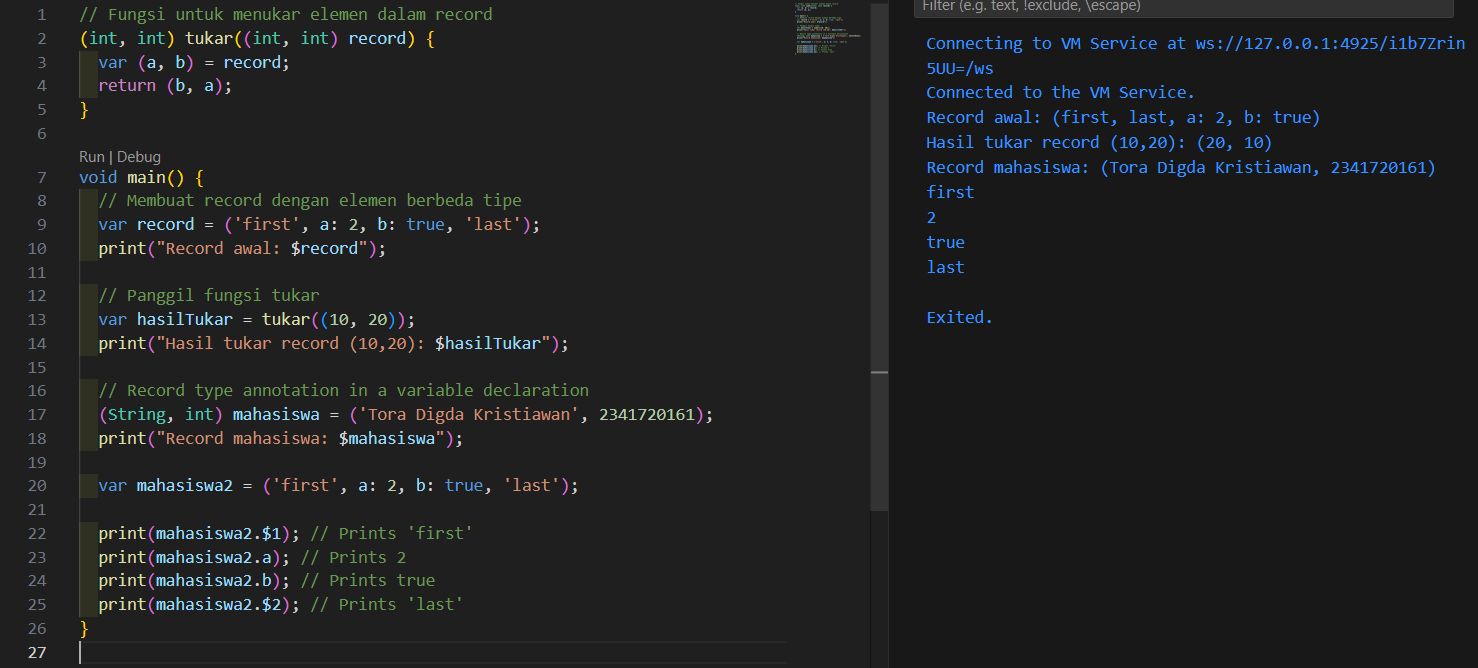 1 // Fungsi untuk menukar elemen dalam record
2 (int, int) tukar((int, int) record) {
3 var (a, b) = record;
4 return (b, a);
5 }
6
Run | Debug
7 void main() {
8 // Membuat record dengan elemen berbeda tipe
9 var record = ('first', a: 2, b: true, 'last');
10 print("Record awal: $record");
11
12 // Panggil fungsi tukar
13 var hasilTukar = tukar((10, 20));
14 print("Hasil tukar record (10,20): $hasilTukar");
15
16 // Record type annotation in a variable declaration
17 (String, int) mahasiswa = ('Tora Digda Kristiawan', 2341720161);
18 print("Record mahasiswa: $mahasiswa");
19
20 var mahasiswa2 = ('first', a: 2, b: true, 'last');
21
22 print(mahasiswa2.$1); // Prints 'first'
23 print(mahasiswa2.a); // Prints 2
24 print(mahasiswa2.b); // Prints true
25 print(mahasiswa2.$2); // Prints 'last'
26 }
27
Filter (e.g. text, !exclude, \escape)
Connecting to VM Service at ws://127.0.0.1:4925/i1b7Zrin
5UU=/ws
Connected to the VM Service.
Record awal: (first, last, a: 2, b: true)
Hasil tukar record (10,20): (20, 10)
Record mahasiswa: (Tora Digda Kristiawan, 2341720161)
first
2
true
last
Exited.